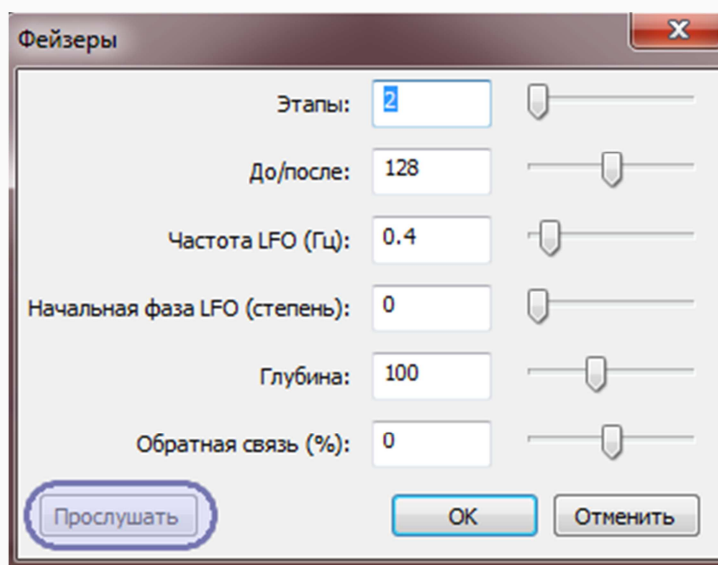 Фейзеры
Этапы: 2
До/после: 128
Частота LFO (Гц): 0.4
Начальная фаза LFO (степень): 0
Глубина: 100
Обратная связь (%): 0
Прослушать OK Отменить